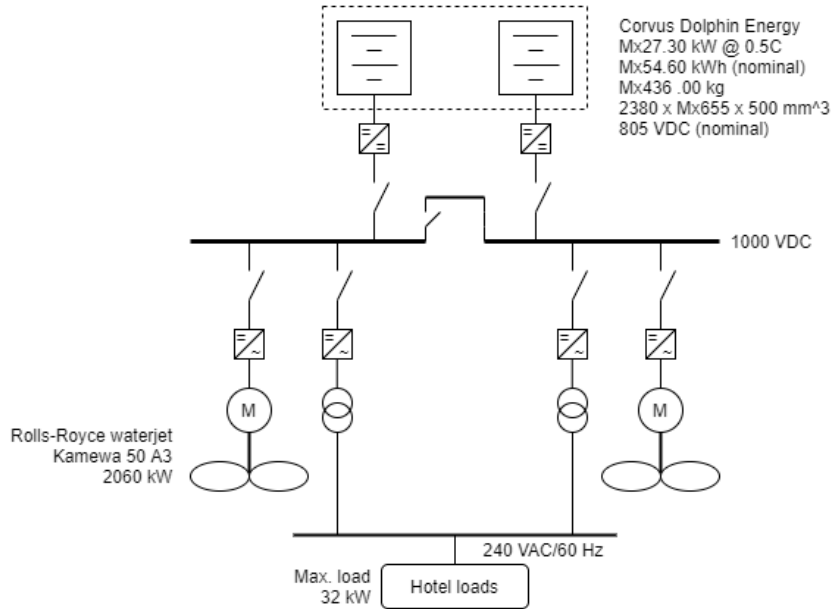 Corvus Dolphin Energy
Mx27.30 kW @ 0.5C
Mx54.60 kWh (nominal)
Mx436 .00 kg
2380 x Mx655 x 500 mm^3
805 VDC (nominal)
1000 VDC
M
M
Rolls-Royce waterjet
Kamewa 50 A3
2060 kW
240 VAC/60 Hz
Max. load
32 kW
Hotel loads